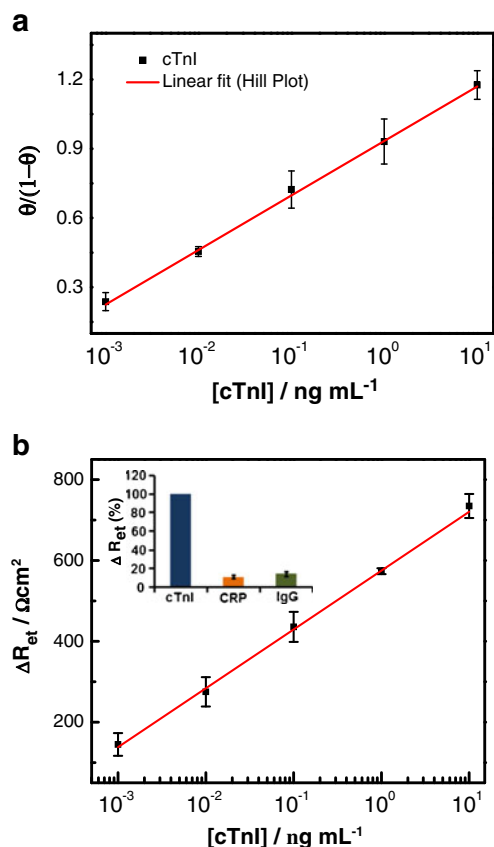 a
cTnI
Linear fit (Hill Plot)
1.2
0.9
0.6
0.3
θ/(1−θ)
10⁻³ 10⁻² 10⁻¹ 10⁰ 10¹
[cTnI] / ng mL⁻¹
b
120
100
80
60
40
20
0
Δ Ret (%)
cTnI CRP IgG
800
600
400
200
ΔRet / Ωcm²
10⁻³ 10⁻² 10⁻¹ 10⁰ 10¹
[cTnI] / ng mL⁻¹